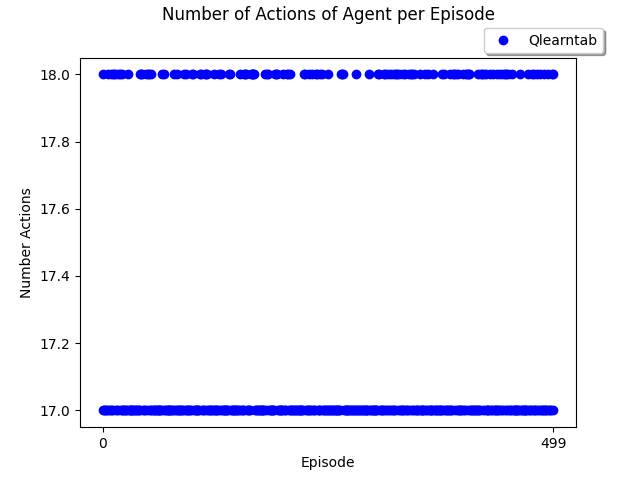 Number of Actions of Agent per Episode
Qlearntab
18.0
17.8
17.6
17.4
17.2
17.0
Number Actions
0
499
Episode